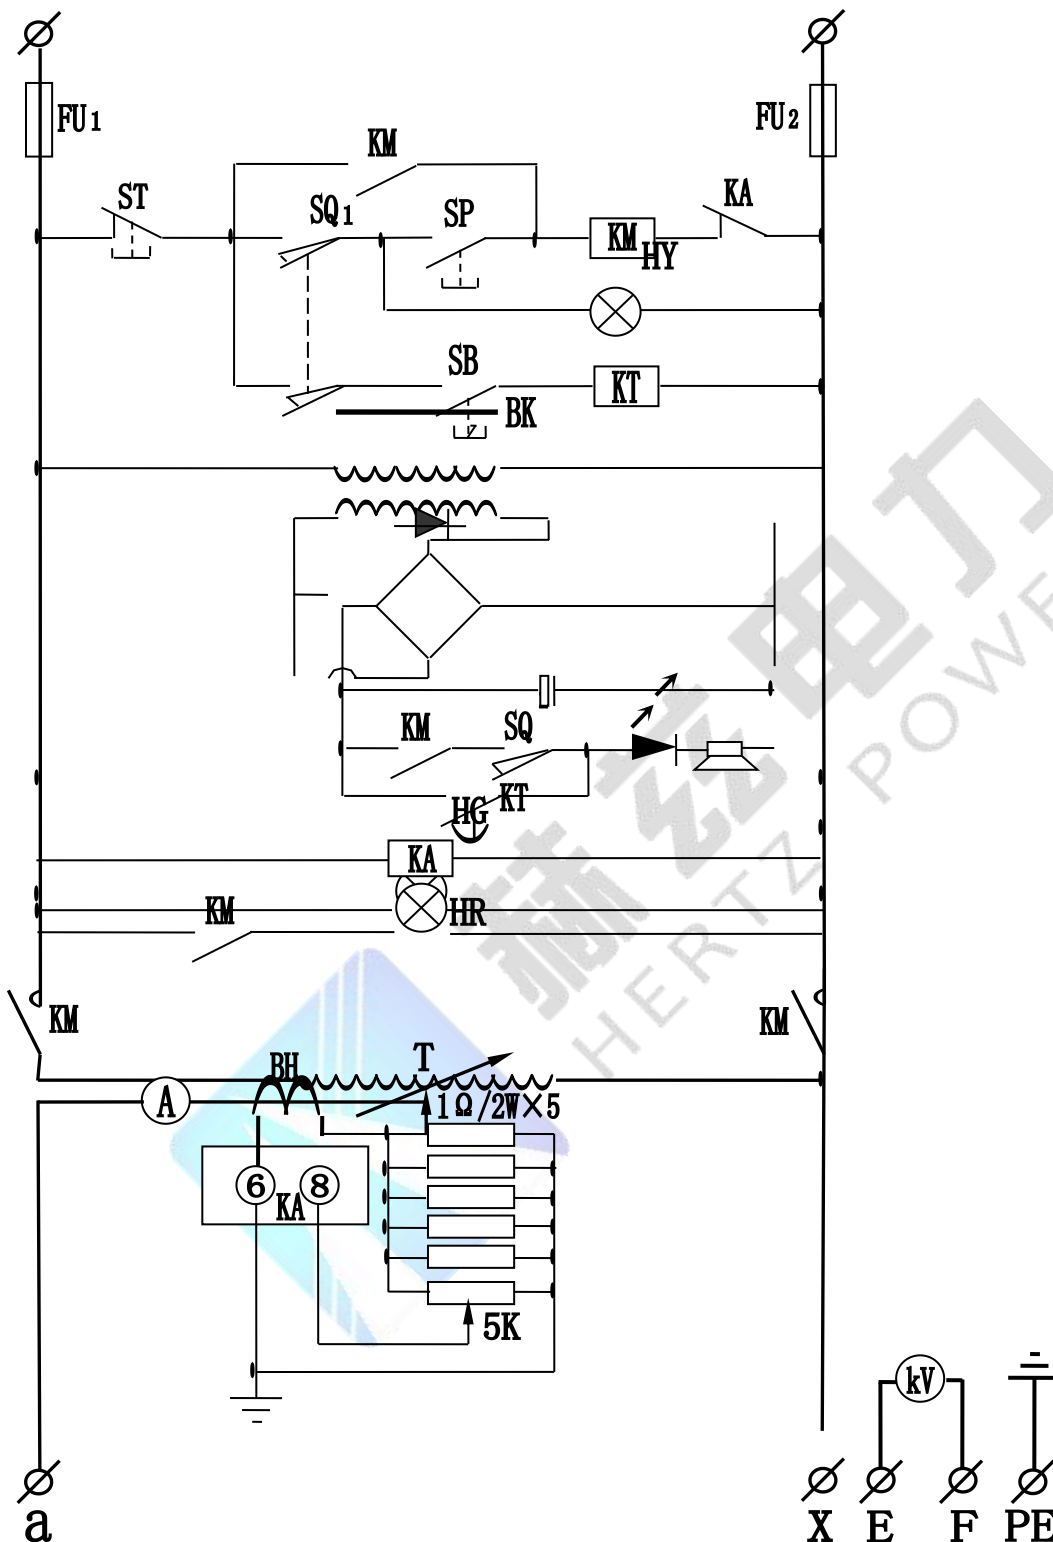 FU1
FU2
KM
ST
SQ1
SP
KA
KM
HY
SB
KT
BK
KM
SQ
KT
HG
KA
KM
HR
KM
KM
BH
T
A
1Ω/2W×5
6
8
KA
5K
kV
a
X
E
F
PE
赫兹电力
HERTZ POWE